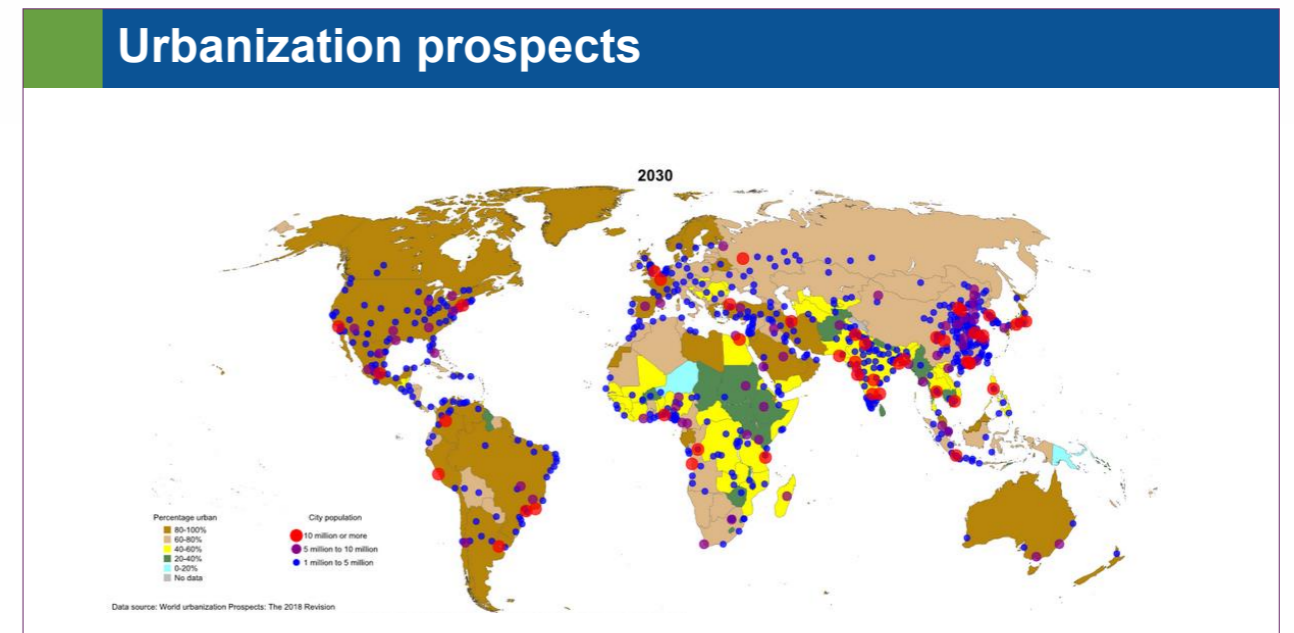 Urbanization prospects
2030
Percentage urban
80-100%
60-80%
40-60%
20-40%
0-20%
No data
City population
10 million or more
5 million to 10 million
1 million to 5 million
Data source: World urbanization Prospects: The 2018 Revision